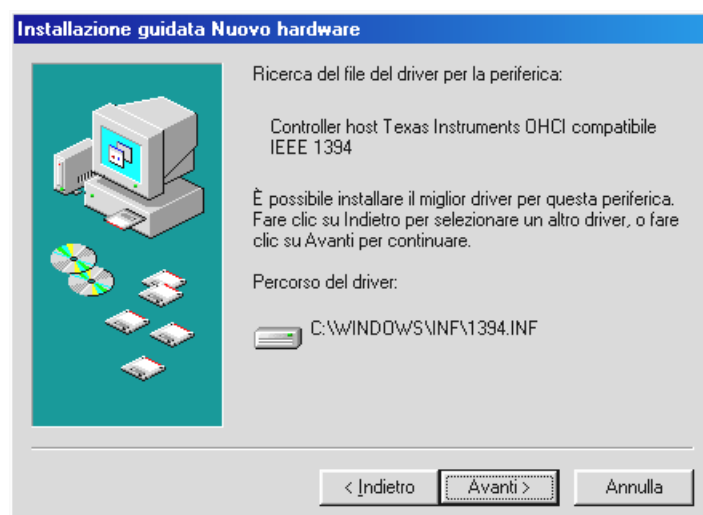 Installazione guidata Nuovo hardware
Ricerca del file del driver per la periferica:
Controller host Texas Instruments OHCI compatibile
IEEE 1394
È possibile installare il miglior driver per questa periferica.
Fare clic su Indietro per selezionare un altro driver, o fare
clic su Avanti per continuare.
Percorso del driver:
C:\WINDOWS\INF\1394.INF
< Indietro
Avanti >
Annulla